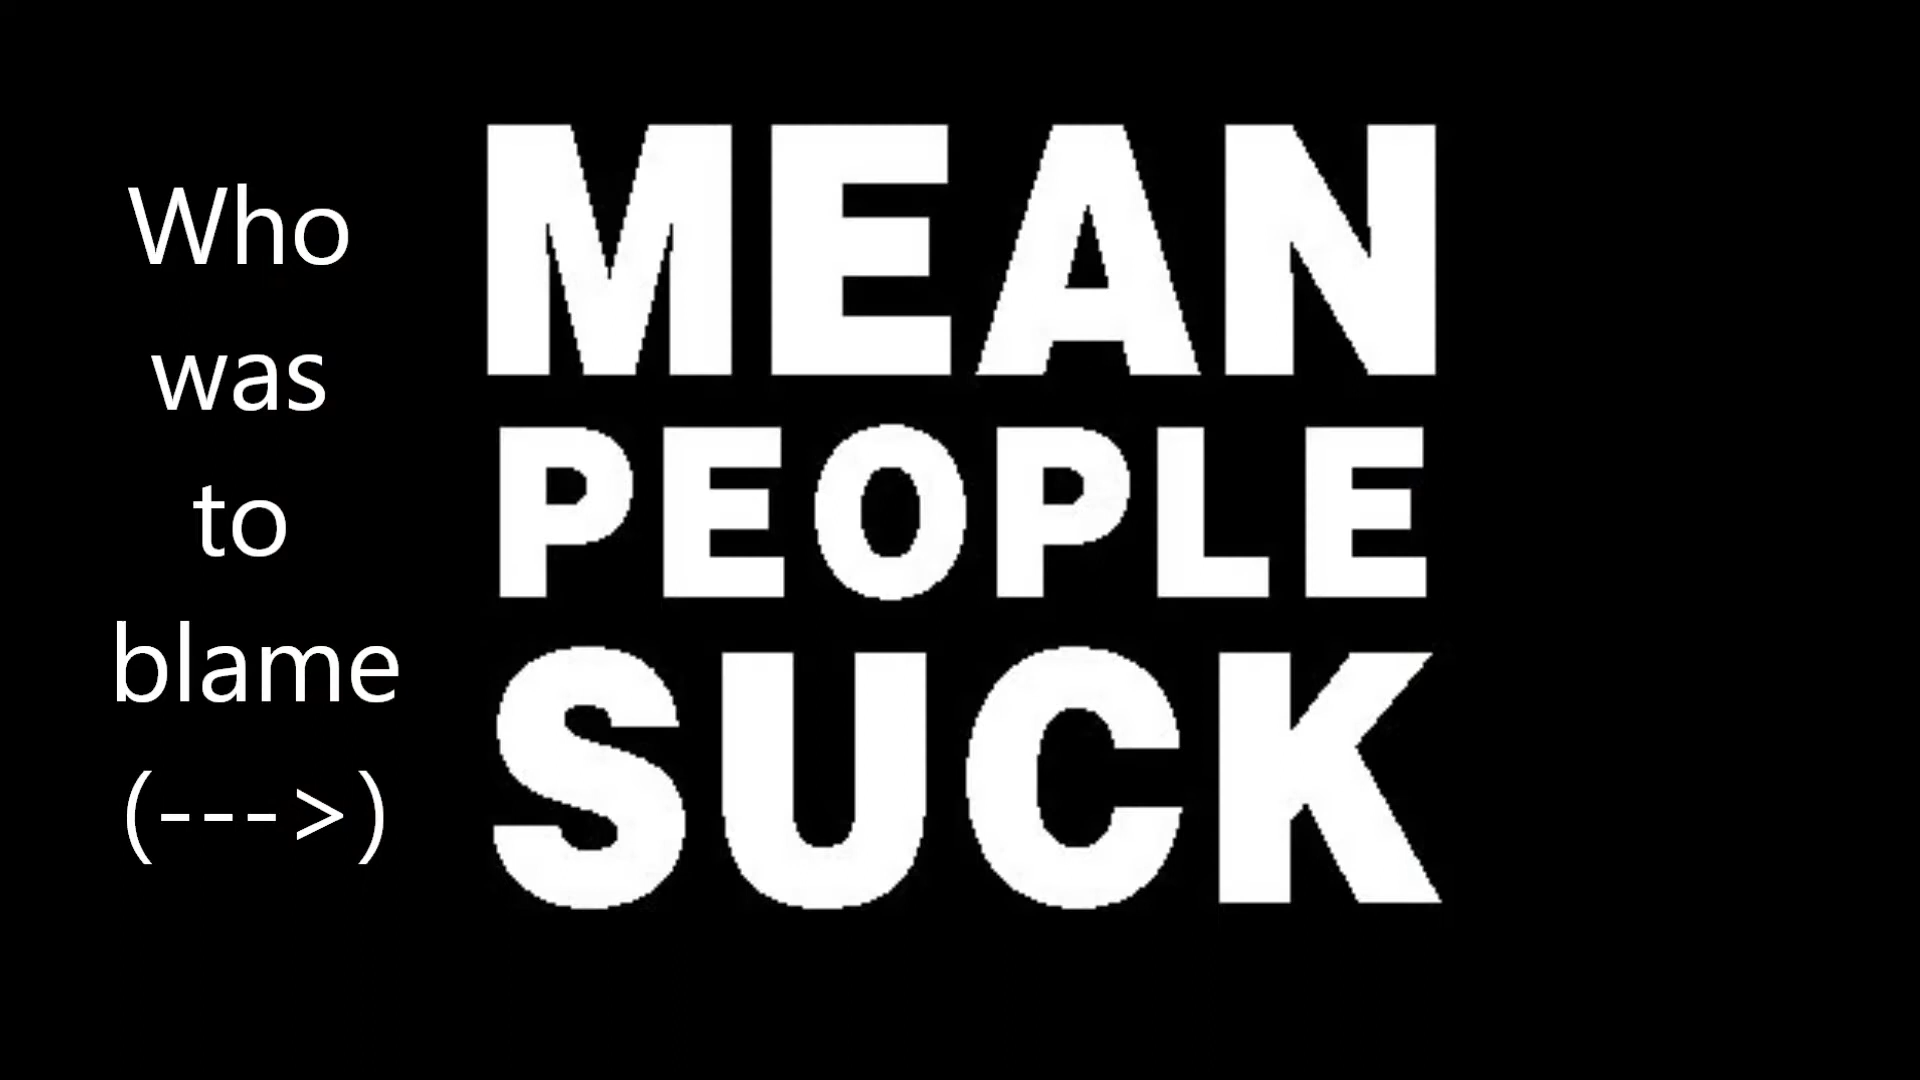 Who
was
to
blame
(--->)
MEAN
PEOPLE
SUCK